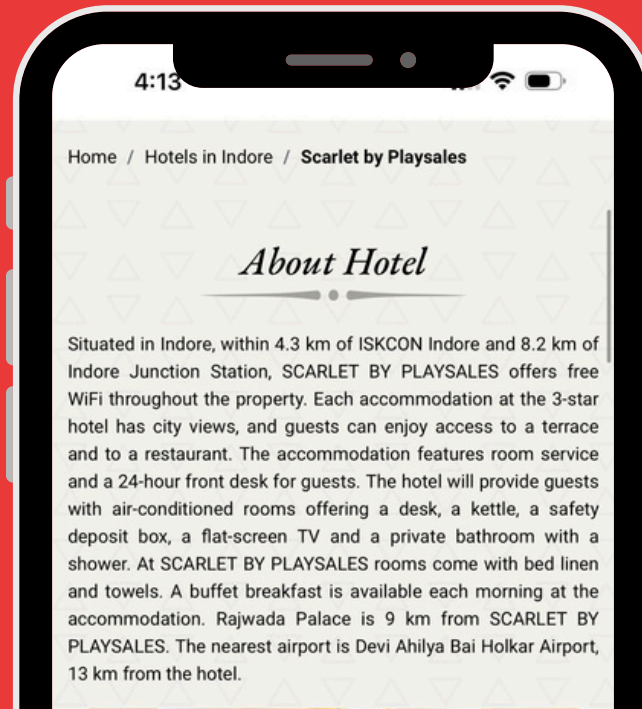 4:13
Home / Hotels in Indore / Scarlet by Playsales
About Hotel
Situated in Indore, within 4.3 km of ISKCON Indore and 8.2 km of
Indore Junction Station, SCARLET BY PLAYSALES offers free
WiFi throughout the property. Each accommodation at the 3-star
hotel has city views, and guests can enjoy access to a terrace
and to a restaurant. The accommodation features room service
and a 24-hour front desk for guests. The hotel will provide guests
with air-conditioned rooms offering a desk, a kettle, a safety
deposit box, a flat-screen TV and a private bathroom with a
shower. At SCARLET BY PLAYSALES rooms come with bed linen
and towels. A buffet breakfast is available each morning at the
accommodation. Rajwada Palace is 9 km from SCARLET BY
PLAYSALES. The nearest airport is Devi Ahilya Bai Holkar Airport,
13 km from the hotel.